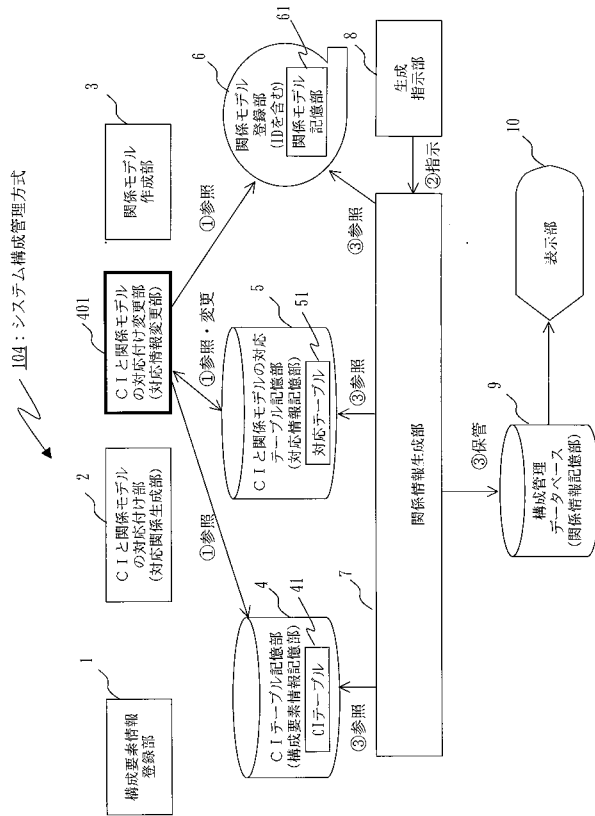 104：システム構成管理方式
1
構成要素情報
登録部
2
ＣＩと関係モデル
の対応付け部
(対応関係生成部)
401
ＣＩと関係モデル
の対応付け変更部
(対応情報変更部)
3
関係モデル
作成部
①参照
①参照・変更
①参照
4
ＣＩテーブル記憶部
(構成要素情報記憶部)
41
CIテーブル
5
ＣＩと関係モデルの対応
テーブル記憶部
(対応情報記憶部)
51
対応テーブル
6
関係モデル
登録部
(IDを含む)
61
関係モデル
記憶部
③参照
③参照
③参照
7
関係情報生成部
②指示
8
生成
指示部
③保管
9
構成管理
データベース
(関係情報記憶部)
10
表示部